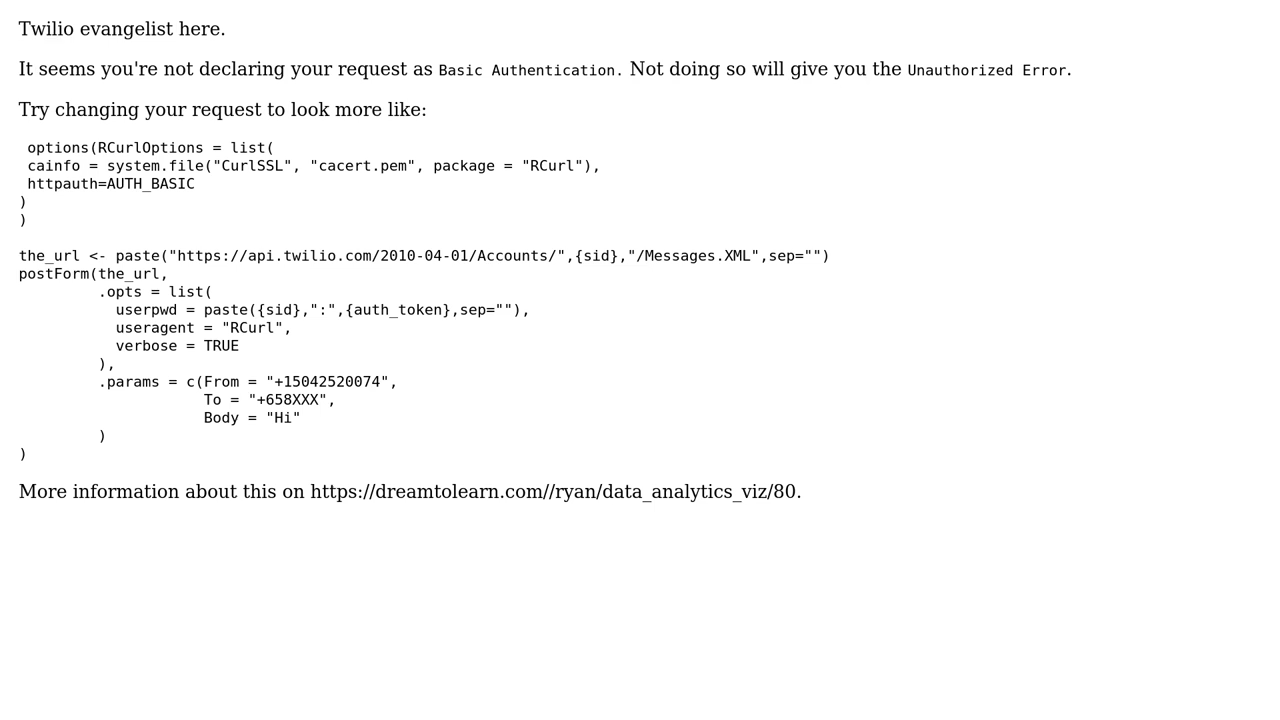 Twilio evangelist here.
It seems you're not declaring your request as Basic Authentication. Not doing so will give you the Unauthorized Error.
Try changing your request to look more like:
 options(RCurlOptions = list(
 cainfo = system.file("CurlSSL", "cacert.pem", package = "RCurl"),
 httpauth=AUTH_BASIC
)
)

the_url <- paste("https://api.twilio.com/2010-04-01/Accounts/",{sid},"/Messages.XML",sep="")
postForm(the_url,
         .opts = list(
           userpwd = paste({sid},":",{auth_token},sep=""),
           useragent = "RCurl",
           verbose = TRUE
         ),
         .params = c(From = "+15042520074",
                     To = "+658XXX",
                     Body = "Hi"
         )
)
More information about this on https://dreamtolearn.com//ryan/data_analytics_viz/80.